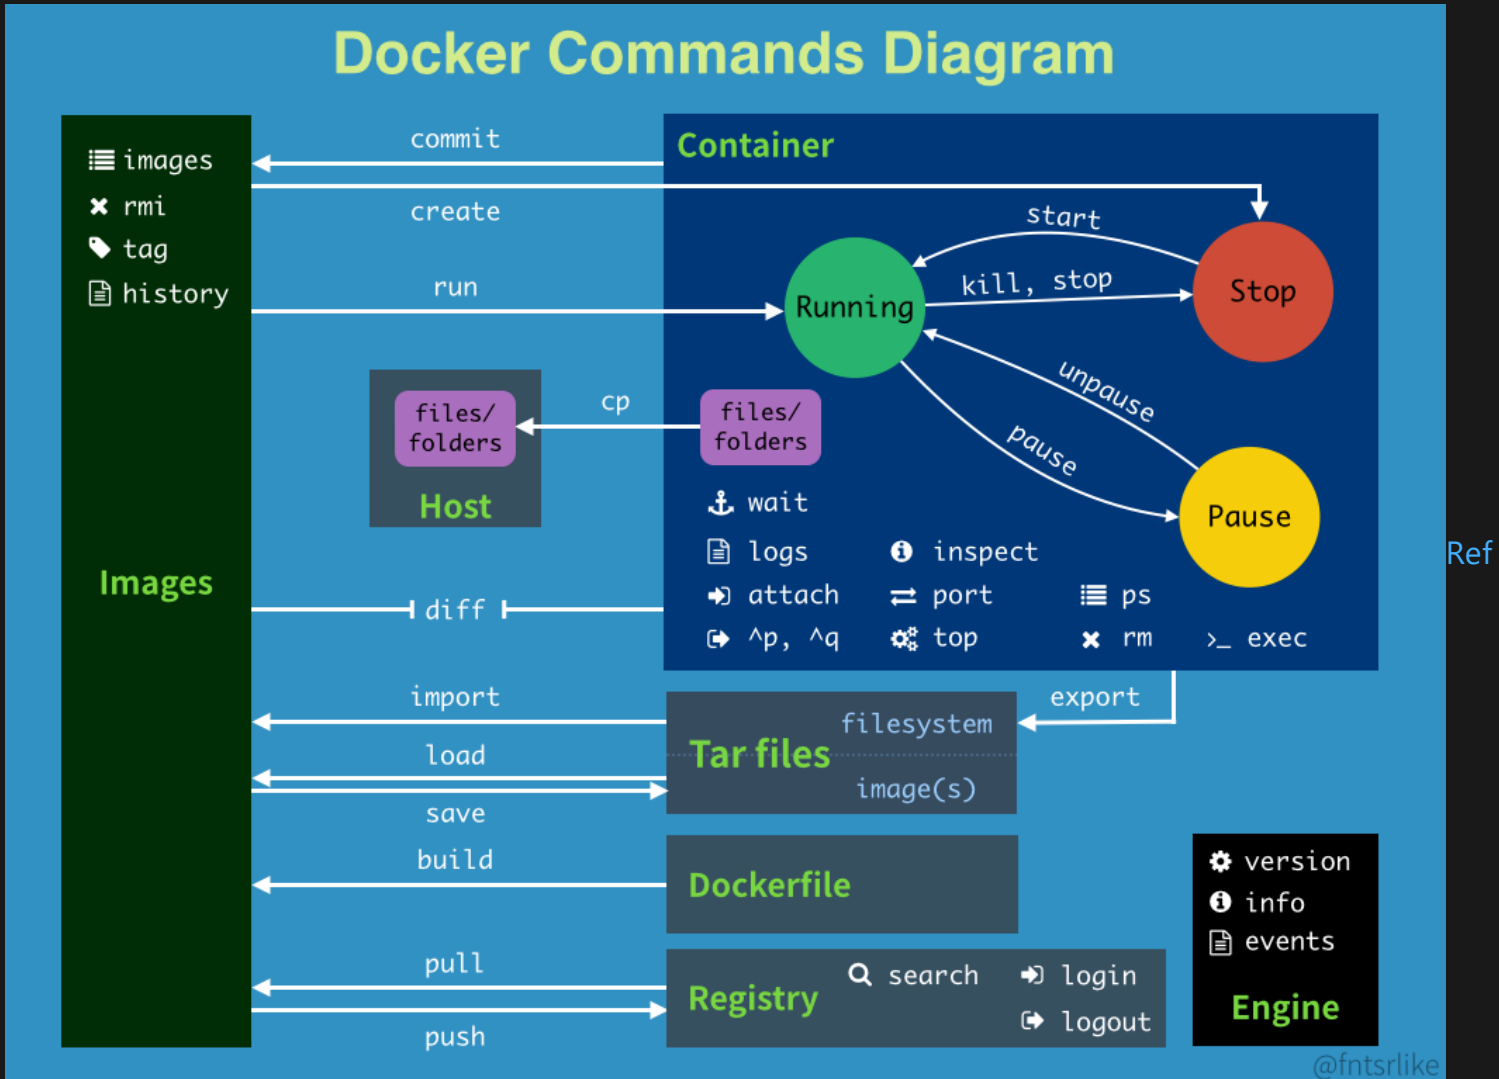 Docker Commands Diagram
images
rmi
tag
history
Images
commit
create
run
cp
files/
folders
Host
diff
import
load
save
build
pull
push
Container
start
kill, stop
Running
Stop
unpause
pause
Pause
files/
folders
wait
logs
inspect
attach
port
ps
^p, ^q
top
rm
>_ exec
export
filesystem
Tar files
image(s)
Dockerfile
Registry
search
login
logout
version
info
events
Engine
@fntsrlike
Ref